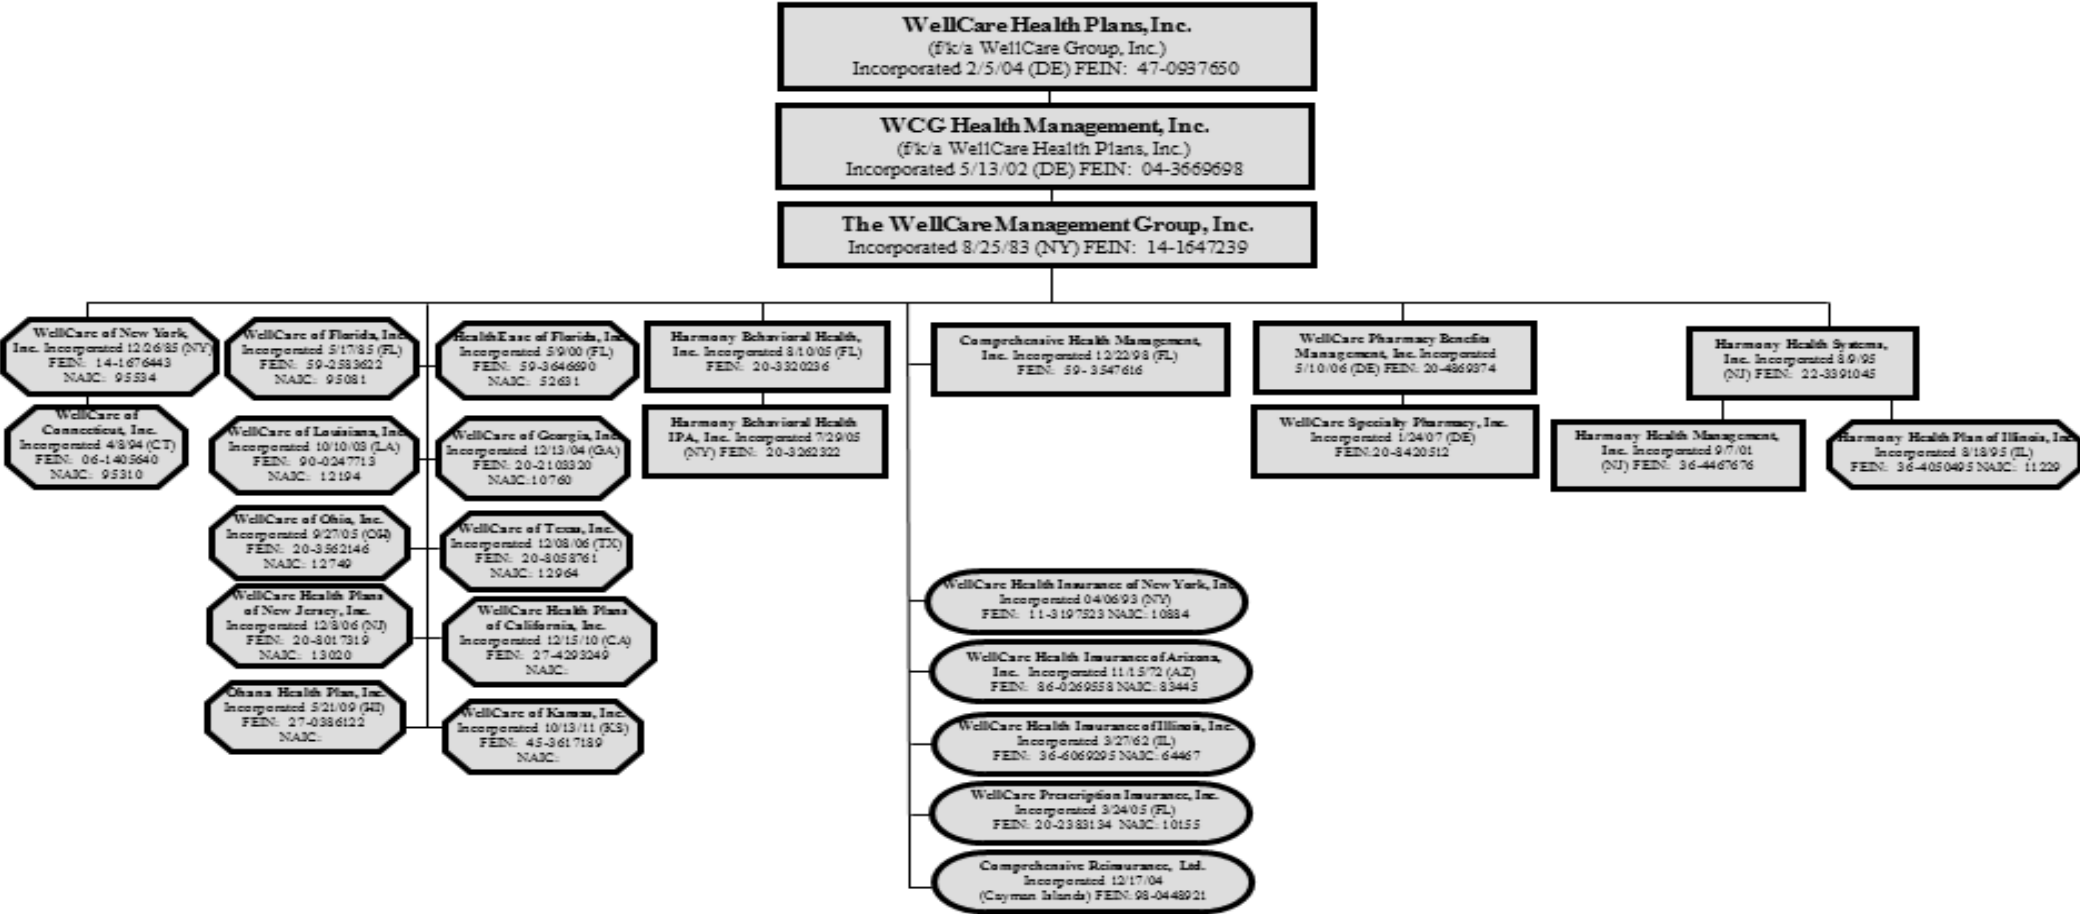 WellCare Health Plans, Inc.
(f/k/a WellCare Group, Inc.)
Incorporated 2/5/04 (DE) FEIN: 47-0937650
WCG Health Management, Inc.
(f/k/a WellCare Health Plans, Inc.)
Incorporated 5/13/02 (DE) FEIN: 04-3669698
The WellCare Management Group, Inc.
Incorporated 8/25/83 (NY) FEIN: 14-1647239
WellCare of New York,
Inc. Incorporated 12/26/85 (NY)
FEIN: 14-1676443
NAIC: 95534
WellCare of
Connecticut, Inc.
Incorporated 4/8/94 (CT)
FEIN: 06-1405640
NAIC: 95310
WellCare of Florida, Inc.
Incorporated 5/17/85 (FL)
FEIN: 59-2583622
NAIC: 95081
HealthEase of Florida, Inc.
Incorporated 5/9/00 (FL)
FEIN: 59-3646690
NAIC: 52631
WellCare of Louisiana, Inc.
Incorporated 10/10/03 (LA)
FEIN: 90-0247713
NAIC: 12194
WellCare of Georgia, Inc.
Incorporated 12/13/04 (GA)
FEIN: 20-2103320
NAIC: 10760
WellCare of Ohio, Inc.
Incorporated 9/27/05 (OH)
FEIN: 20-3562146
NAIC: 12749
WellCare of Texas, Inc.
Incorporated 12/08/06 (TX)
FEIN: 20-8058761
NAIC: 12964
WellCare Health Plans
of New Jersey, Inc.
Incorporated 12/8/06 (NJ)
FEIN: 20-8017319
NAIC: 13020
WellCare Health Plans
of California, Inc.
Incorporated 12/15/10 (CA)
FEIN: 27-4293249
NAIC:
Ohana Health Plan, Inc.
Incorporated 5/21/09 (HI)
FEIN: 27-0386122
NAIC:
WellCare of Kansas, Inc.
Incorporated 10/13/11 (KS)
FEIN: 45-3617189
NAIC:
Harmony Behavioral Health,
Inc. Incorporated 8/10/05 (FL)
FEIN: 20-3320236
Harmony Behavioral Health
IPA, Inc. Incorporated 7/29/05
(NY) FEIN: 20-3262322
Comprehensive Health Management,
Inc. Incorporated 12/22/98 (FL)
FEIN: 59- 3547616
WellCare Health Insurance of New York, Inc.
Incorporated 04/06/93 (NY)
FEIN: 11-3197523 NAIC: 10884
WellCare Health Insurance of Arizona,
Inc. Incorporated 11/15/72 (AZ)
FEIN: 86-0269558 NAIC: 83445
WellCare Health Insurance of Illinois, Inc.
Incorporated 3/27/62 (IL)
FEIN: 36-6069295 NAIC: 64467
WellCare Prescription Insurance, Inc.
Incorporated 3/24/05 (FL)
FEIN: 20-2383134 NAIC: 10155
Comprehensive Reinsurance, Ltd.
Incorporated 12/17/04
(Cayman Islands) FEIN: 98-0448921
WellCare Pharmacy Benefits
Management, Inc. Incorporated
5/10/06 (DE) FEIN: 20-4869374
WellCare Specialty Pharmacy, Inc.
Incorporated 1/24/07 (DE)
FEIN:20-8420512
Harmony Health Systems,
Inc. Incorporated 8/9/95
(NJ) FEIN: 22-3391045
Harmony Health Management,
Inc. Incorporated 9/7/01
(NJ) FEIN: 36-4467676
Harmony Health Plan of Illinois, Inc.
Incorporated 8/18/95 (IL)
FEIN: 36-4050495 NAIC: 11229